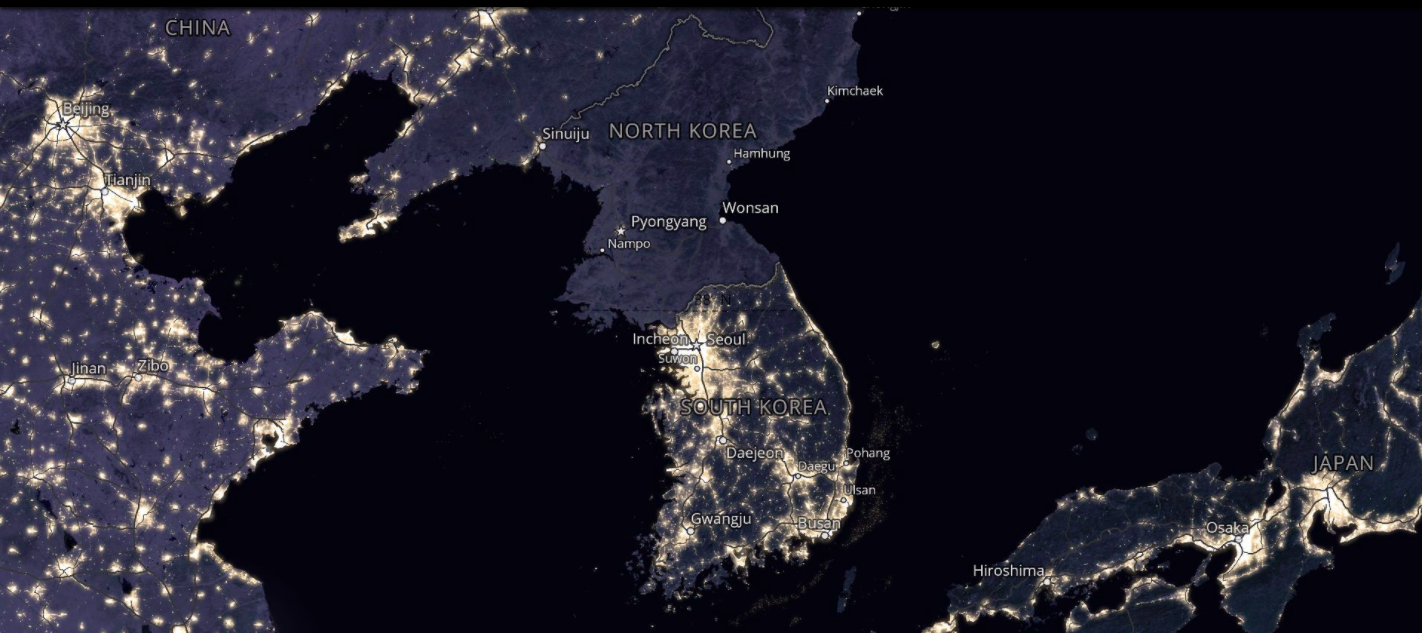 CHINA
Kimchaek
Beijing
Sinuiju
NORTH KOREA
Hamhung
Tianjin
Wonsan
Pyongyang
Nampo
38° N
Incheon
Seoul
Suwon
Jinan
Zibo
SOUTH KOREA
Daejeon
Pohang
Daegu
JAPAN
Ulsan
Gwangju
Busan
Osaka
Hiroshima